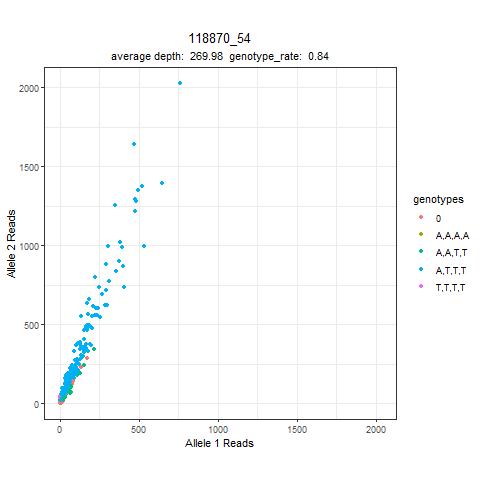 118870_54
average depth: 269.98 genotype_rate: 0.84
2000
1500
1000
500
0
Allele 2 Reads
0 500 1000 1500 2000
Allele 1 Reads
genotypes
0
A,A,A,A
A,A,T,T
A,T,T,T
T,T,T,T